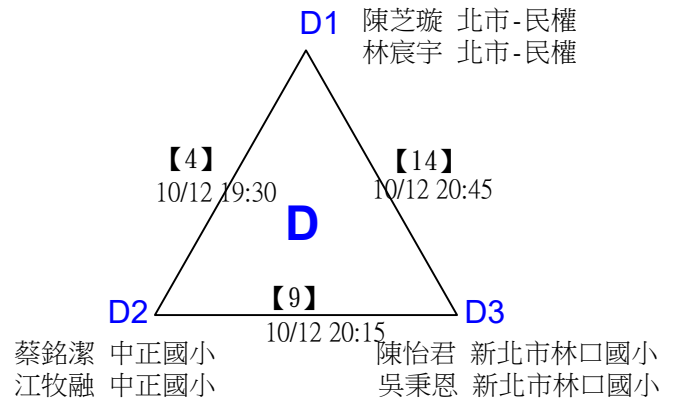 D1
陳芝璇 北市-民權
林宸宇 北市-民權
【4】
10/12 19:30
【14】
10/12 20:45
D
D2
【9】
10/12 20:15
D3
蔡銘潔 中正國小
江牧融 中正國小
陳怡君 新北市林口國小
吳秉恩 新北市林口國小